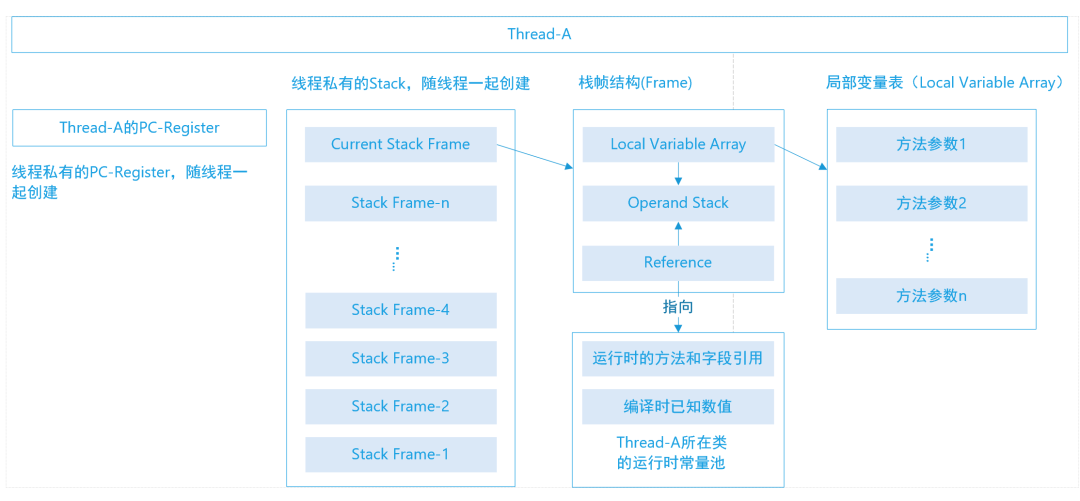 Thread-A
线程私有的Stack，随线程一起创建
栈帧结构(Frame)
局部变量表（Local Variable Array）
Thread-A的PC-Register
线程私有的PC-Register，随线程一
起创建
Current Stack Frame
Stack Frame-n
Stack Frame-4
Stack Frame-3
Stack Frame-2
Stack Frame-1
Local Variable Array
Operand Stack
Reference
指向
运行时的方法和字段引用
编译时已知数值
Thread-A所在类
的运行时常量池
方法参数1
方法参数2
方法参数n